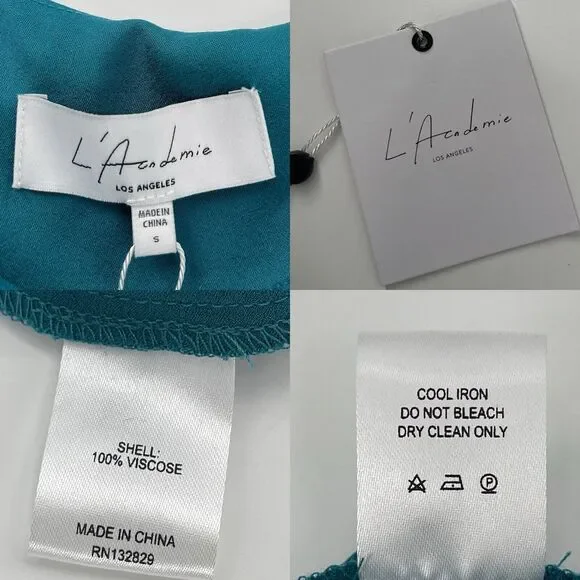 L'Academie
LOS ANGELES
MADE IN
CHINA
S
L'Academie
LOS ANGELES
SHELL:
100% VISCOSE
MADE IN CHINA
RN132829
COOL IRON
DO NOT BLEACH
DRY CLEAN ONLY
P